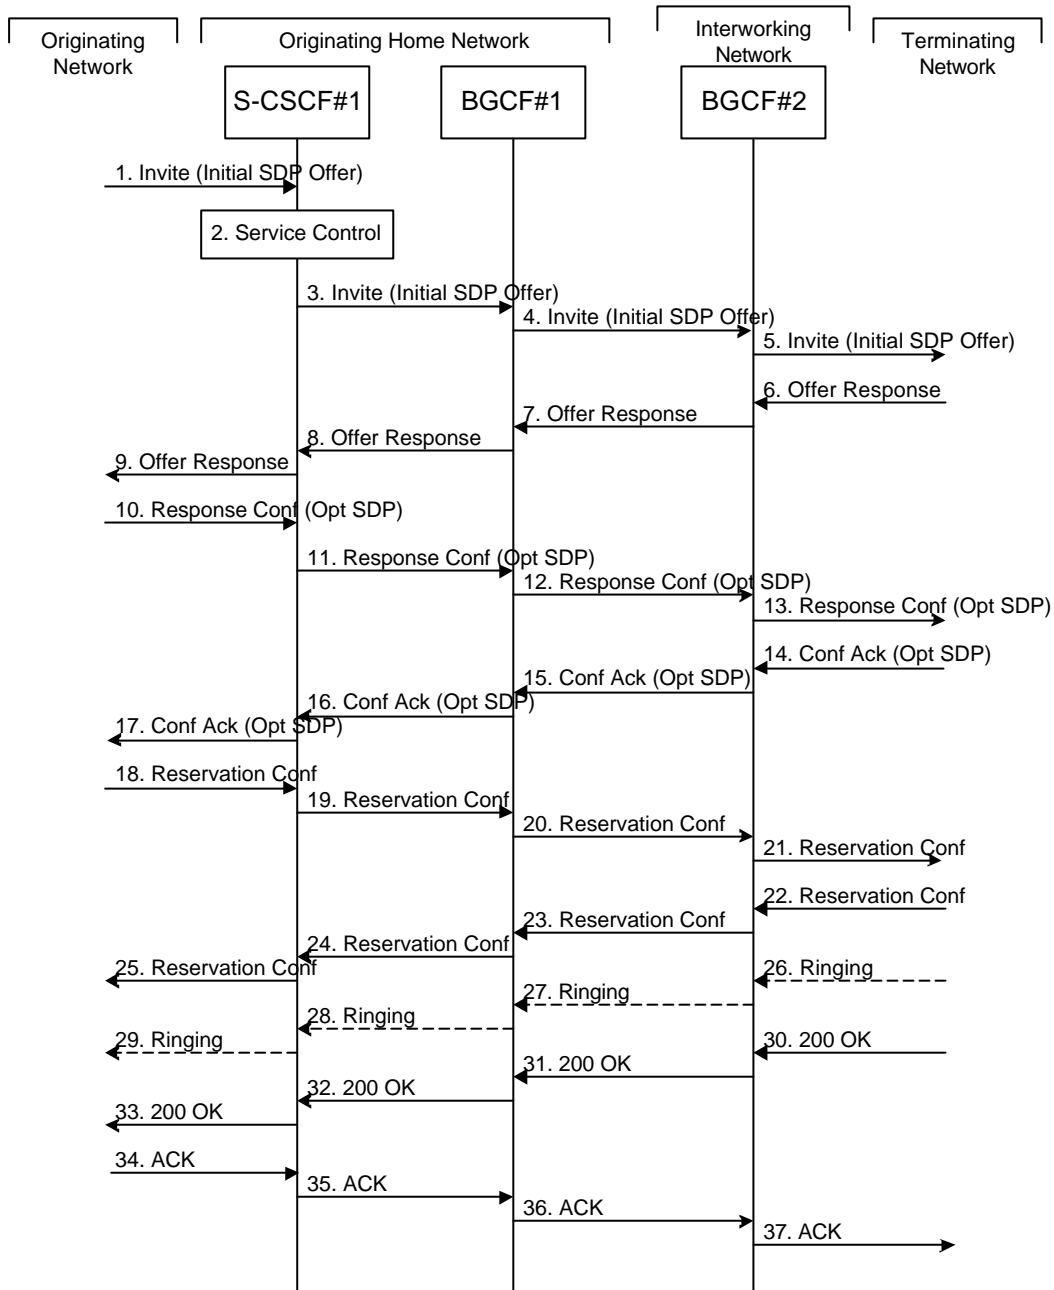 Originating
Network
Originating Home Network
Interworking
Network
Terminating
Network
S-CSCF#1
BGCF#1
BGCF#2
1. Invite (Initial SDP Offer)
2. Service Control
3. Invite (Initial SDP Offer)
4. Invite (Initial SDP Offer)
5. Invite (Initial SDP Offer)
6. Offer Response
7. Offer Response
8. Offer Response
9. Offer Response
10. Response Conf (Opt SDP)
11. Response Conf (Opt SDP)
12. Response Conf (Opt SDP)
13. Response Conf (Opt SDP)
14. Conf Ack (Opt SDP)
15. Conf Ack (Opt SDP)
16. Conf Ack (Opt SDP)
17. Conf Ack (Opt SDP)
18. Reservation Conf
19. Reservation Conf
20. Reservation Conf
21. Reservation Conf
22. Reservation Conf
23. Reservation Conf
24. Reservation Conf
25. Reservation Conf
26. Ringing
27. Ringing
28. Ringing
29. Ringing
30. 200 OK
31. 200 OK
32. 200 OK
33. 200 OK
34. ACK
35. ACK
36. ACK
37. ACK